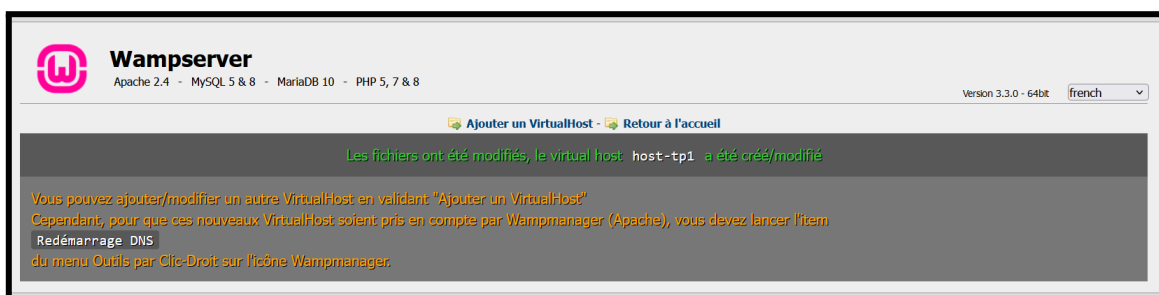 Wampserver
Apache 2.4 - MySQL 5 & 8 - MariaDB 10 - PHP 5, 7 & 8
Version 3.3.0 - 64bit french
Ajouter un VirtualHost - Retour à l'accueil
Les fichiers ont été modifiés, le virtual host host-tp1 a été créé/modifié
Vous pouvez ajouter/modifier un autre VirtualHost en validant "Ajouter un VirtualHost"
Cependant, pour que ces nouveaux VirtualHost soient pris en compte par Wampmanager (Apache), vous devez lancer l'item
Redémarrage DNS
du menu Outils par Clic-Droit sur l'icône Wampmanager.